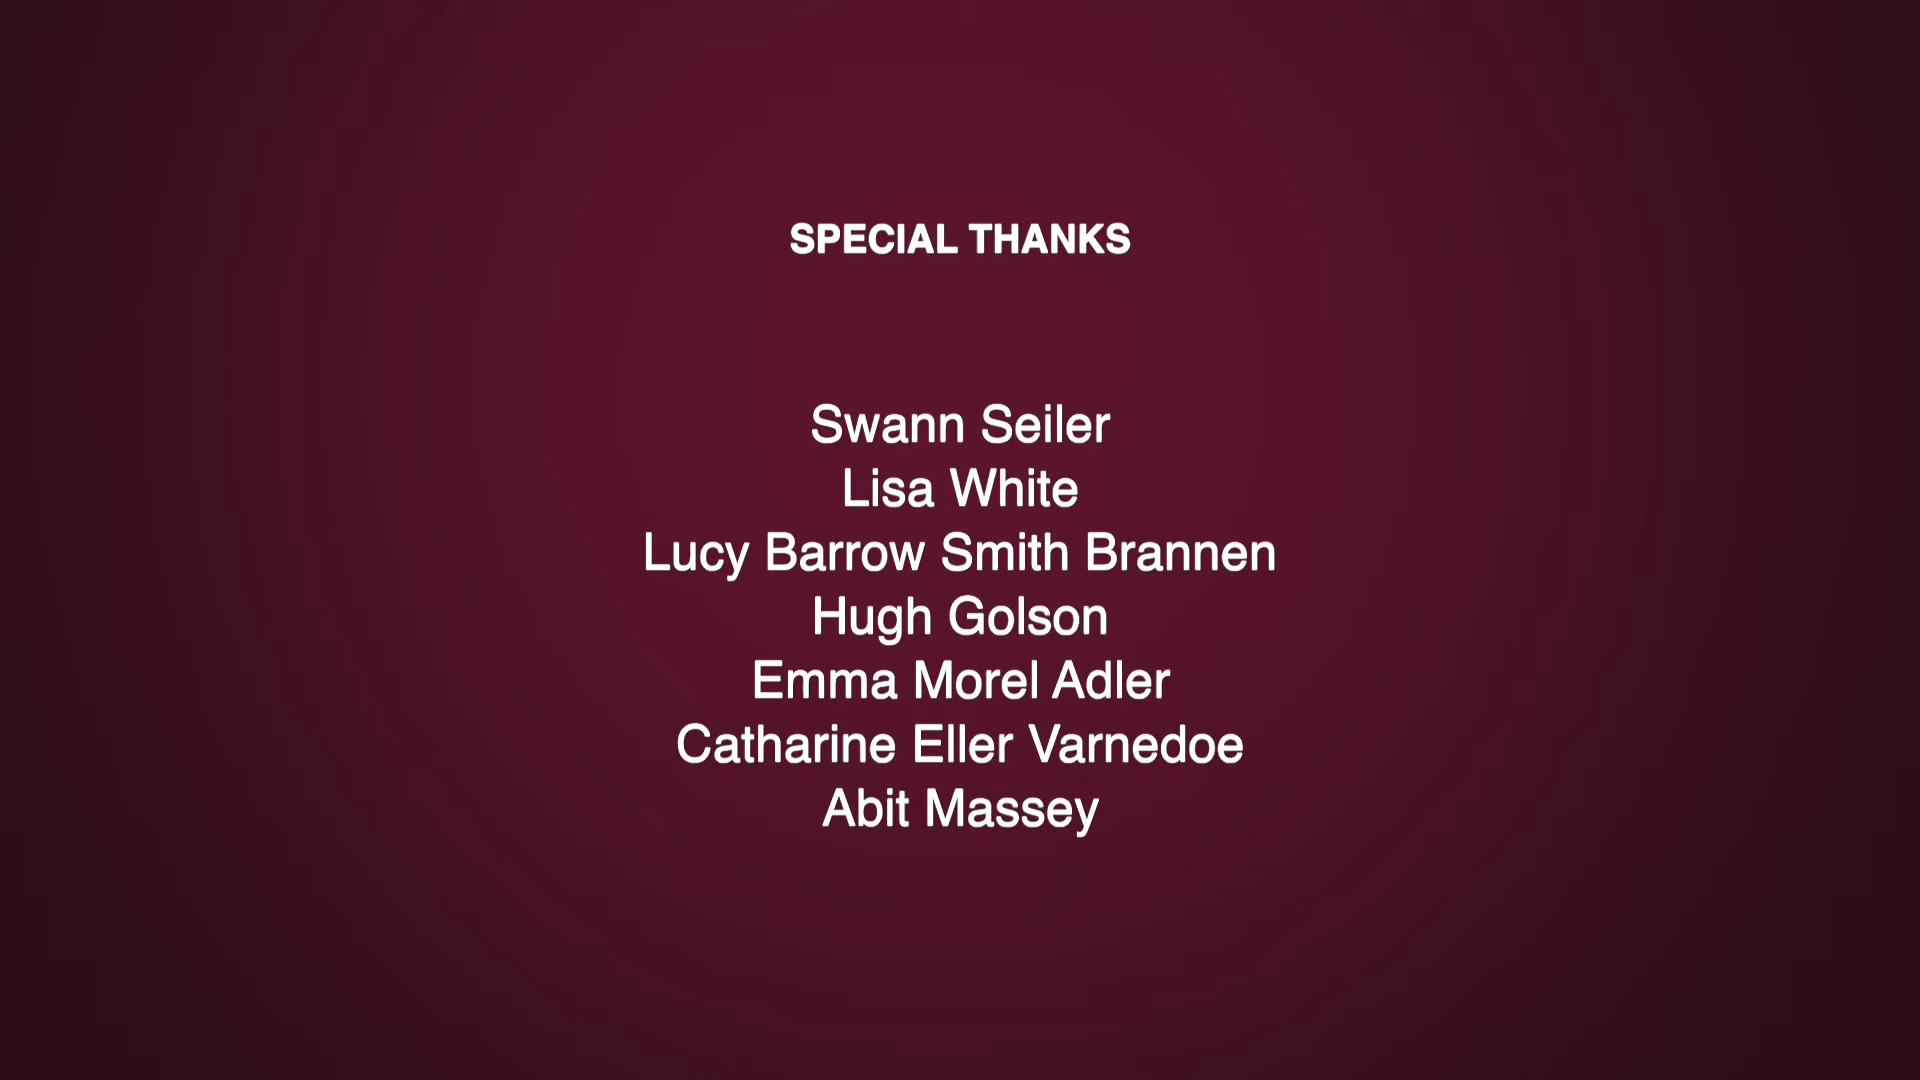 SPECIAL THANKS
Swann Seiler
Lisa White
Lucy Barrow Smith Brannen
Hugh Golson
Emma Morel Adler
Catharine Eller Varnedoe
Abit Massey